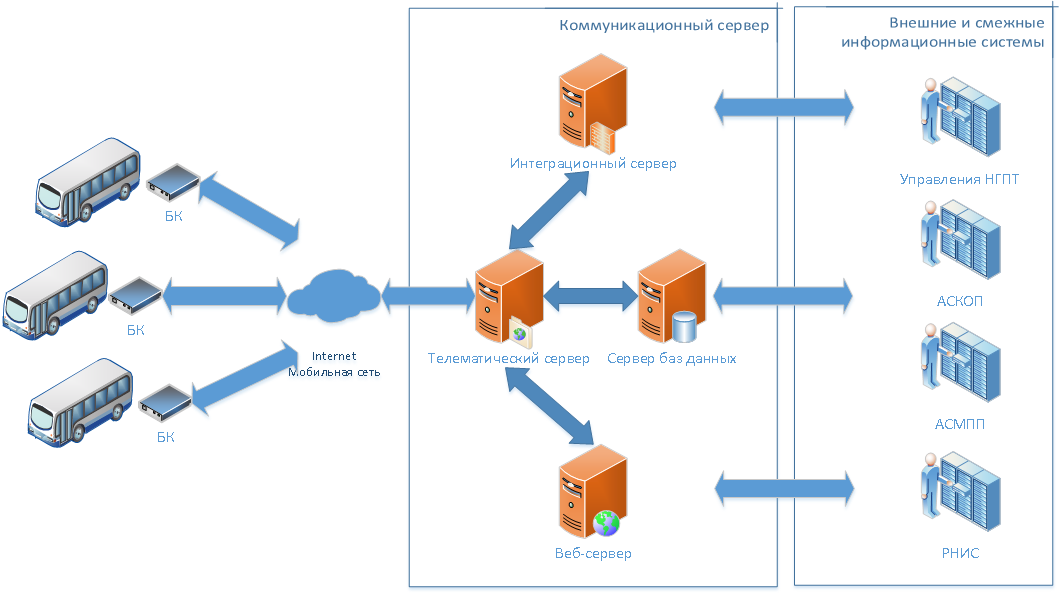 Коммуникационный сервер
Внешние и смежные
информационные системы
Интеграционный сервер
Управления НГПТ
БК
БК
БК
Internet
Мобильная сеть
Телематический сервер
Сервер баз данных
АСКОП
АСМПП
Веб-сервер
РНИС